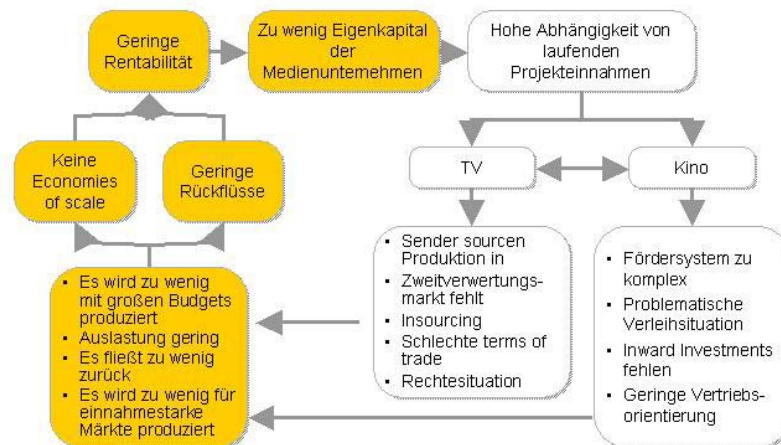 Geringe
Rentabilität
Zu wenig Eigenkapital
der
Medienunternehmen
Hohe Abhängigkeit von
laufenden
Projekteinnahmen
Keine
Economies
of scale
Geringe
Rückflüsse
TV
Kino
▪ Es wird zu wenig
mit großen Budgets
produziert
▪ Auslastung gering
▪ Es fließt zu wenig
zurück
▪ Es wird zu wenig für
einnahmestarke
Märkte produziert
▪ Sender sourcen
Produktion in
▪ Zweitverwertungs-
markt fehlt
▪ Insourcing
▪ Schlechte terms of
trade
▪ Rechtesituation
▪ Fördersystem zu
komplex
▪ Problematische
Verleihsituation
▪ Inward Investments
fehlen
▪ Geringe Vertriebs-
orientierung